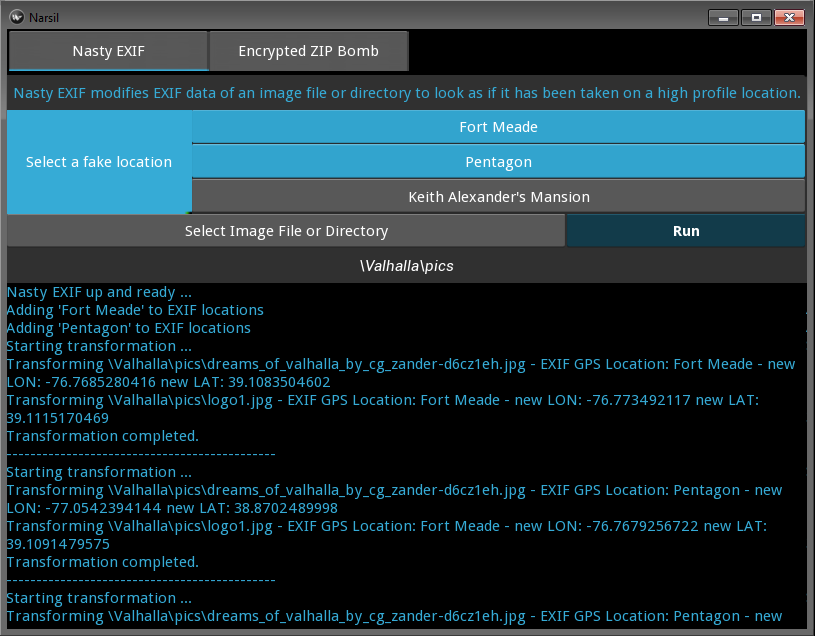 Narsil
Nasty EXIF
Encrypted ZIP Bomb
Nasty EXIF modifies EXIF data of an image file or directory to look as if it has been taken on a high profile location.
Select a fake location
Fort Meade
Pentagon
Keith Alexander's Mansion
Select Image File or Directory
Run
\Valhalla\pics
Nasty EXIF up and ready ...
Adding 'Fort Meade' to EXIF locations
Adding 'Pentagon' to EXIF locations
Starting transformation ...
Transforming \Valhalla\pics\dreams_of_valhalla_by_cg_zander-d6cz1eh.jpg - EXIF GPS Location: Fort Meade - new
LON: -76.7685280416 new LAT: 39.1083504602
Transforming \Valhalla\pics\logo1.jpg - EXIF GPS Location: Fort Meade - new LON: -76.773492117 new LAT:
39.1115170469
Transformation completed.
---------------------------------------------
Starting transformation ...
Transforming \Valhalla\pics\dreams_of_valhalla_by_cg_zander-d6cz1eh.jpg - EXIF GPS Location: Pentagon - new
LON: -77.0542394144 new LAT: 38.8702489998
Transforming \Valhalla\pics\logo1.jpg - EXIF GPS Location: Fort Meade - new LON: -76.7679256722 new LAT:
39.1091479575
Transformation completed.
---------------------------------------------
Starting transformation ...
Transforming \Valhalla\pics\dreams_of_valhalla_by_cg_zander-d6cz1eh.jpg - EXIF GPS Location: Pentagon - new